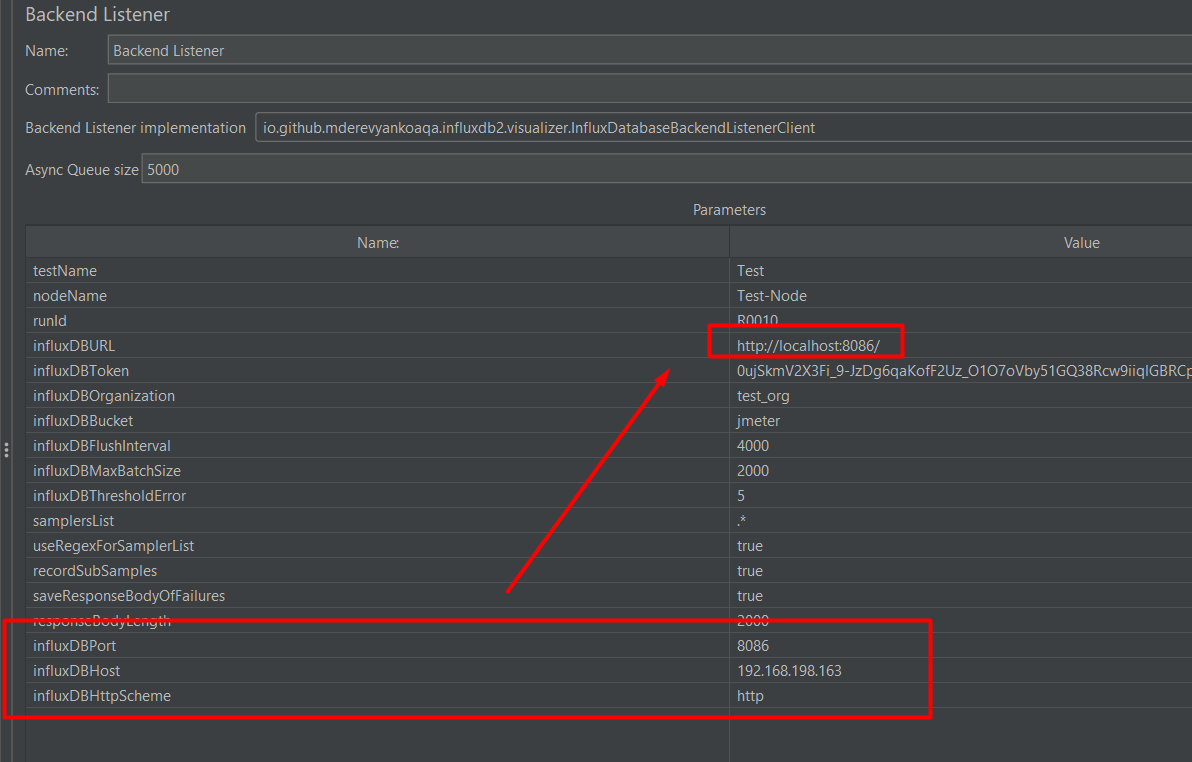 Backend Listener
Name: Backend Listener
Comments:
Backend Listener implementation io.github.mderevyankoaqa.influxdb2.visualizer.InfluxDatabaseBackendListenerClient
Async Queue size 5000
Parameters
Name: Value
testName Test
nodeName Test-Node
runId R0010
influxDBURL http://localhost:8086/
influxDBToken 0ujSkmV2X3Fi_9-JzDg6qaKofF2Uz_O1O7oVby51GQ38Rcw9iiqlGBRCp
influxDBOrganization test_org
influxDBBucket jmeter
influxDBFlushInterval 4000
influxDBMaxBatchSize 2000
influxDBThresholdError 5
samplersList .*
useRegexForSamplerList true
recordSubSamples true
saveResponseBodyOfFailures true
responseBodyLength 2000
influxDBPort 8086
influxDBHost 192.168.198.163
influxDBHttpScheme http